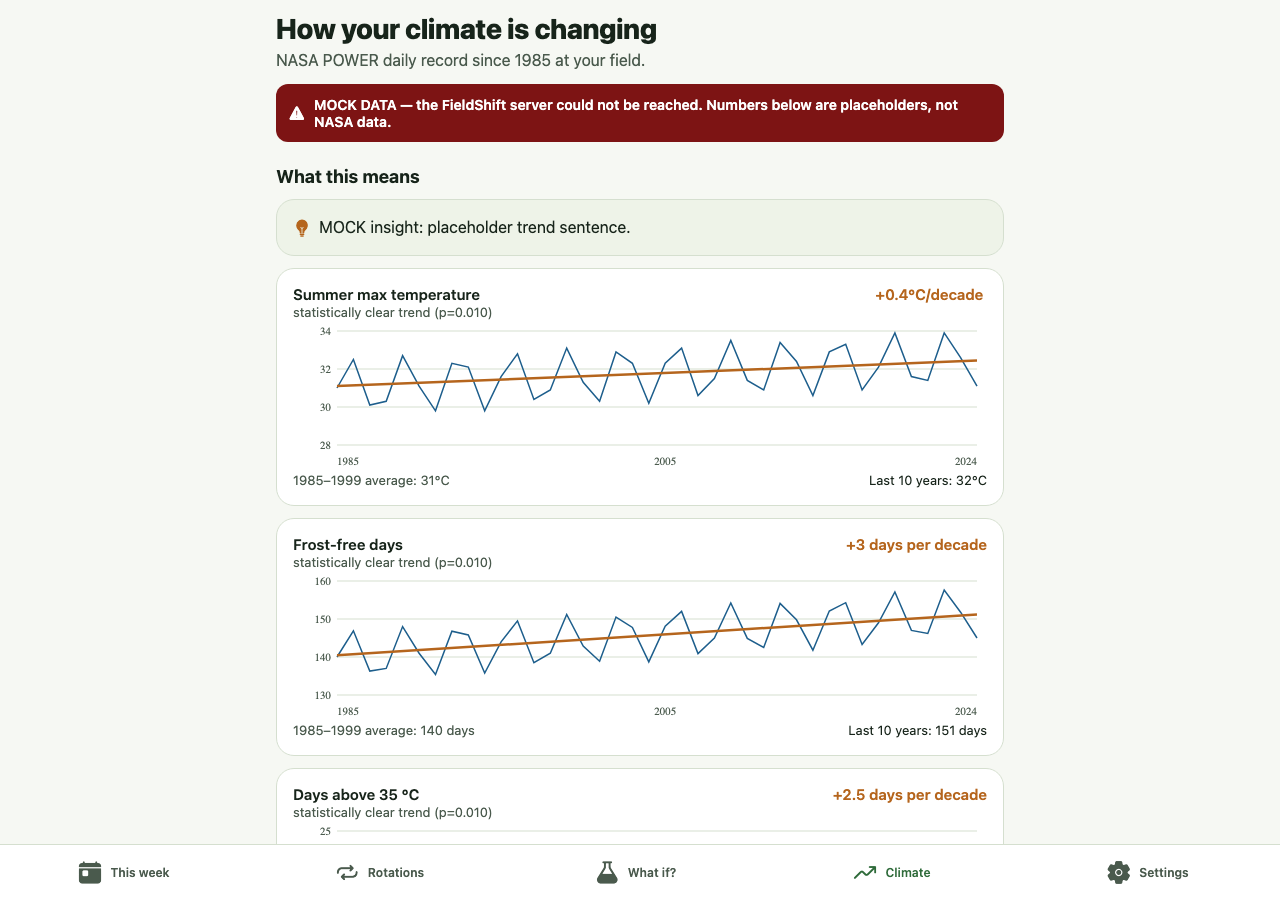 How your climate is changing
NASA POWER daily record since 1985 at your field.
MOCK DATA — the FieldShift server could not be reached. Numbers below are placeholders, not
NASA data.
What this means
MOCK insight: placeholder trend sentence.
Summer max temperature
+0.4°C/decade
statistically clear trend (p=0.010)
34
32
30
28
1985
2005
2024
1985–1999 average: 31°C
Last 10 years: 32°C
Frost-free days
+3 days per decade
statistically clear trend (p=0.010)
160
150
140
130
1985
2005
2024
1985–1999 average: 140 days
Last 10 years: 151 days
Days above 35 °C
+2.5 days per decade
statistically clear trend (p=0.010)
25
This week
Rotations
What if?
Climate
Settings